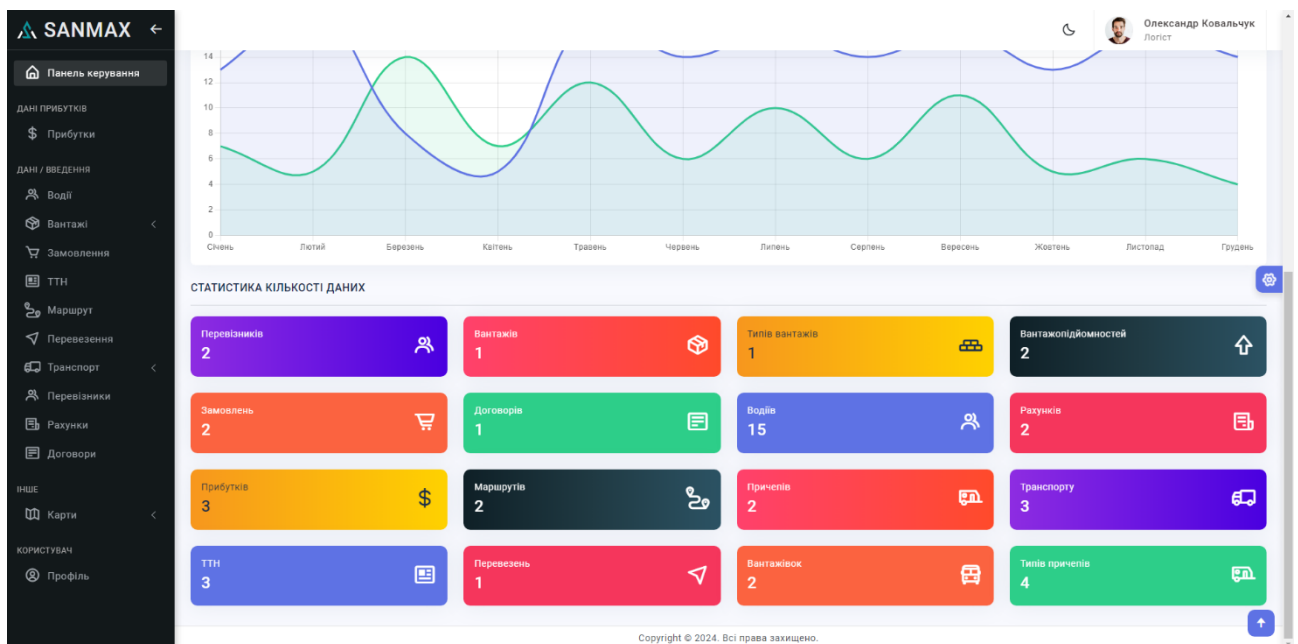 SANMAX
Олександр Ковальчук
Логіст
Панель керування
ДАНІ ПРИБУТКІВ
Прибутки
ДАНІ / ВВЕДЕННЯ
Водії
Вантажі
Замовлення
ТТН
Маршрут
Перевезення
Транспорт
Перевізники
Рахунки
Договори
ІНШЕ
Карти
КОРИСТУВАЧ
Профіль
14
12
10
8
6
4
2
0
Січень Лютий Березень Квітень Травень Червень Липень Серпень Вересень Жовтень Листопад Грудень
СТАТИСТИКА КІЛЬКОСТІ ДАНИХ
Перевізників
2
Вантажів
1
Типів вантажів
1
Вантажопідйомностей
2
Замовлень
2
Договорів
1
Водіїв
15
Рахунків
2
Прибутків
3
Маршрутів
2
Причепів
2
Транспорту
3
ТТН
3
Перевезень
1
Вантажівок
2
Типів причепів
4
Copyright © 2024. Всі права захищено.